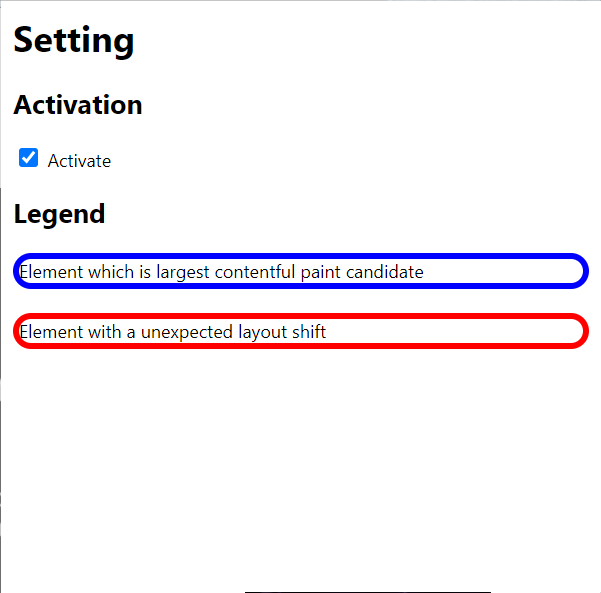 Setting
Activation
Activate
Legend
Element which is largest contentful paint candidate
Element with a unexpected layout shift